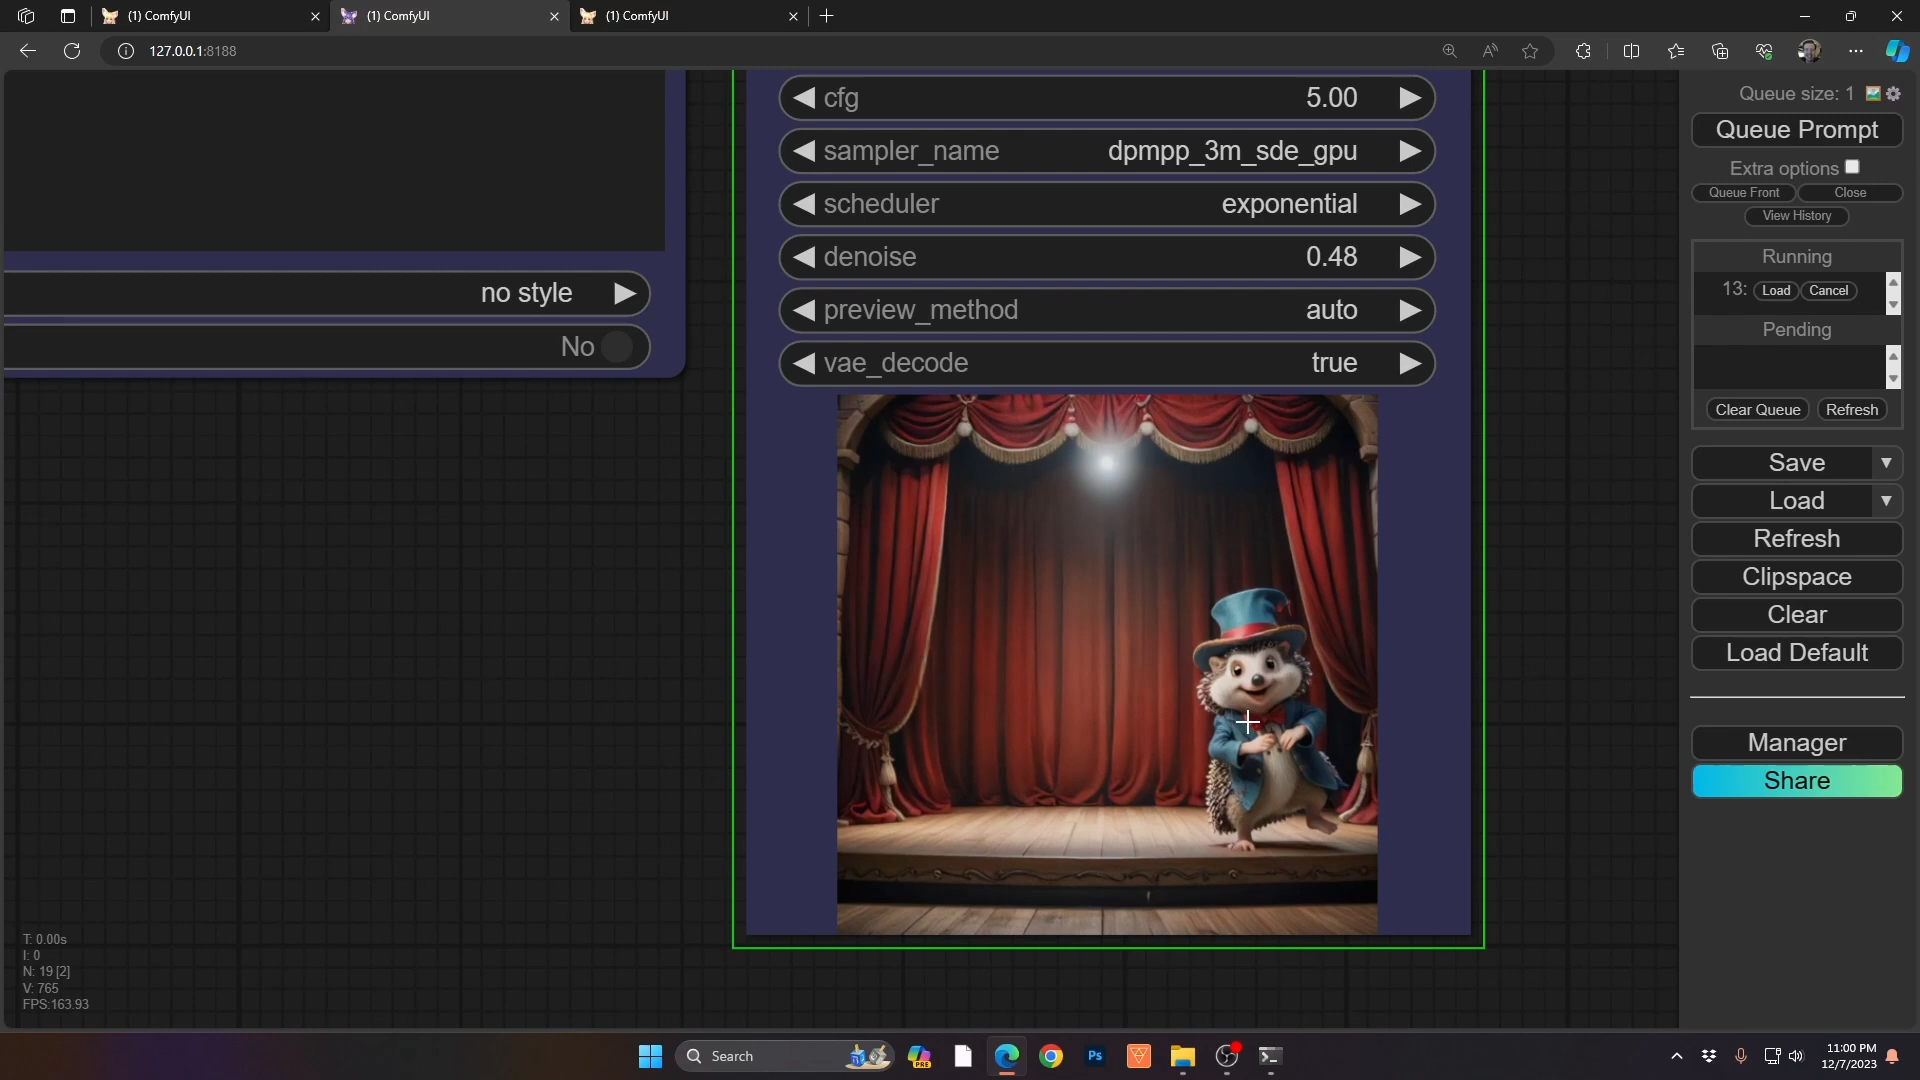 (1) ComfyUI
(1) ComfyUI
(1) ComfyUI
127.0.0.1:8188
cfg 5.00
sampler_name dpmpp_3m_sde_gpu
scheduler exponential
denoise 0.48
preview_method auto
vae_decode true
no style
No
Queue size: 1
Queue Prompt
Extra options
Queue Front Close
View History
Running
13: Load Cancel
Pending
Clear Queue Refresh
Save
Load
Refresh
Clipspace
Clear
Load Default
Manager
Share
T: 0.00s
I: 0
N: 19 [2]
V: 765
FPS:163.93
Search
PRE
Ps
11:00 PM
12/7/2023